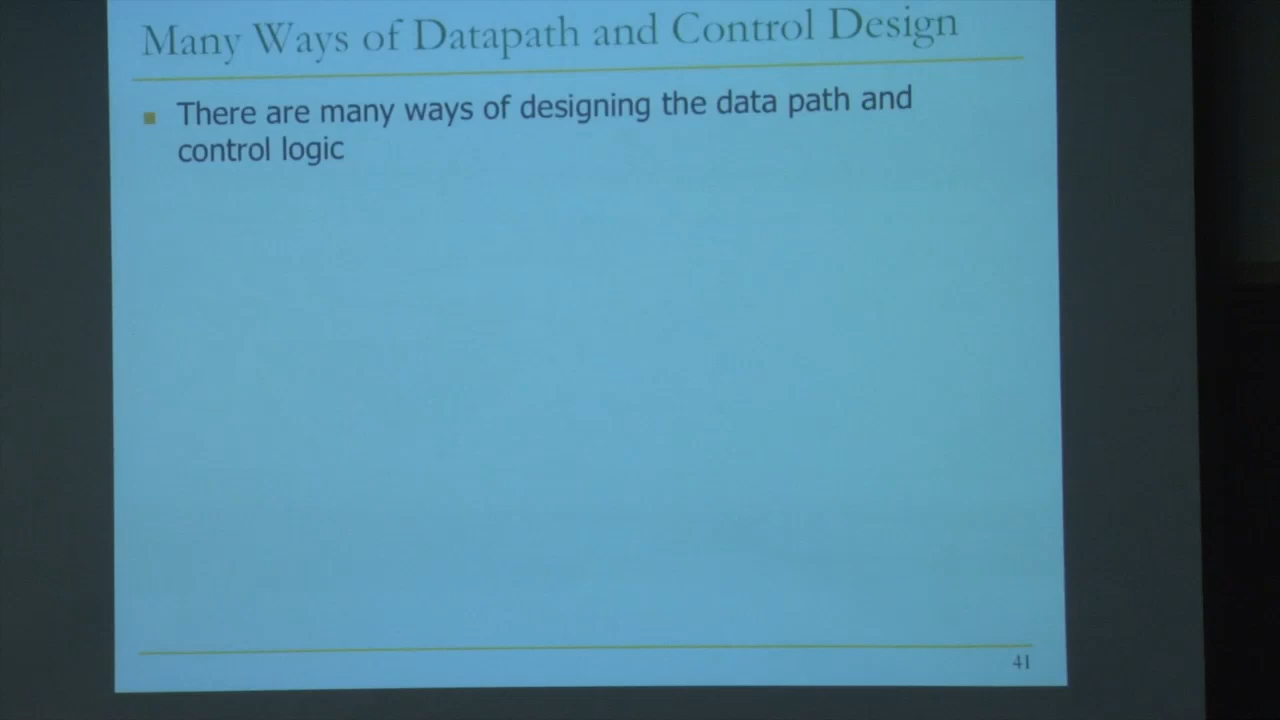 Many Ways of Datapath and Control Design
There are many ways of designing the data path and
control logic
41